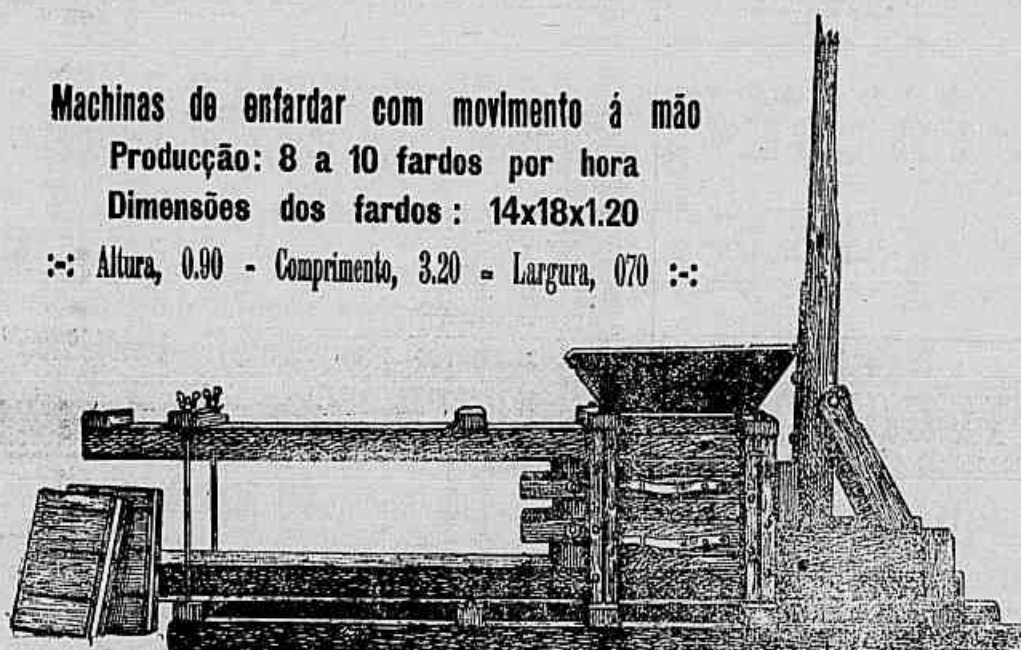 Machinas de enfardar com movimento á mão
Producção: 8 a 10 fardos por hora
Dimensões dos fardos : 14x18x1.20
:-: Altura, 0.90 - Comprimento, 3.20 - Largura, 070 :-: